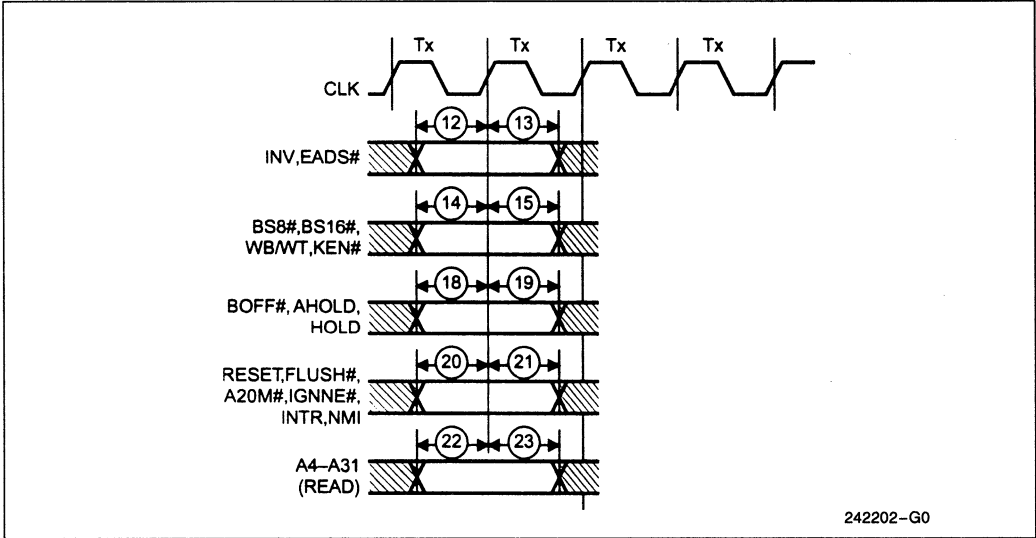 Tx Tx Tx Tx
CLK
12 13
INV,EADS#
14 15
BS8#,BS16#,
WB/WT,KEN#
18 19
BOFF#,AHOLD,
HOLD
20 21
RESET,FLUSH#,
A20M#,IGNNE#,
INTR,NMI
22 23
A4–A31
(READ)
242202–G0